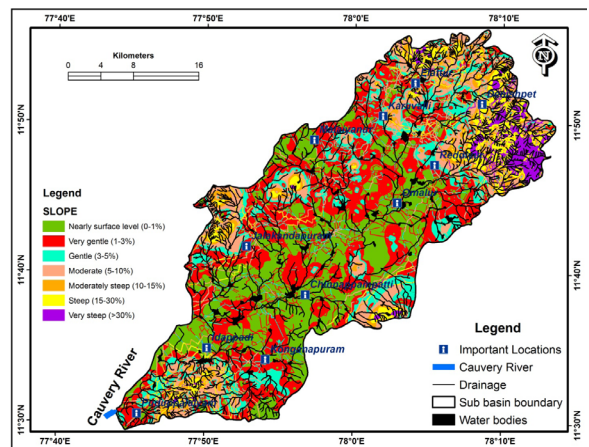 77°40'E
77°50'E
78°0'E
78°10'E
Kilometers
0 4 8 16
N
11°50'N
11°50'N
11°40'N
11°40'N
11°30'N
11°30'N
Omalur
Chinnappampatti
Konganapuram
Legend
SLOPE
Nearly surface level (0-1%)
Very gentle (1-3%)
Gentle (3-5%)
Moderate (5-10%)
Moderately steep (10-15%)
Steep (15-30%)
Very steep (>30%)
Cauvery River
Legend
Important Locations
Cauvery River
Drainage
Sub basin boundary
Water bodies
77°40'E
77°50'E
78°0'E
78°10'E